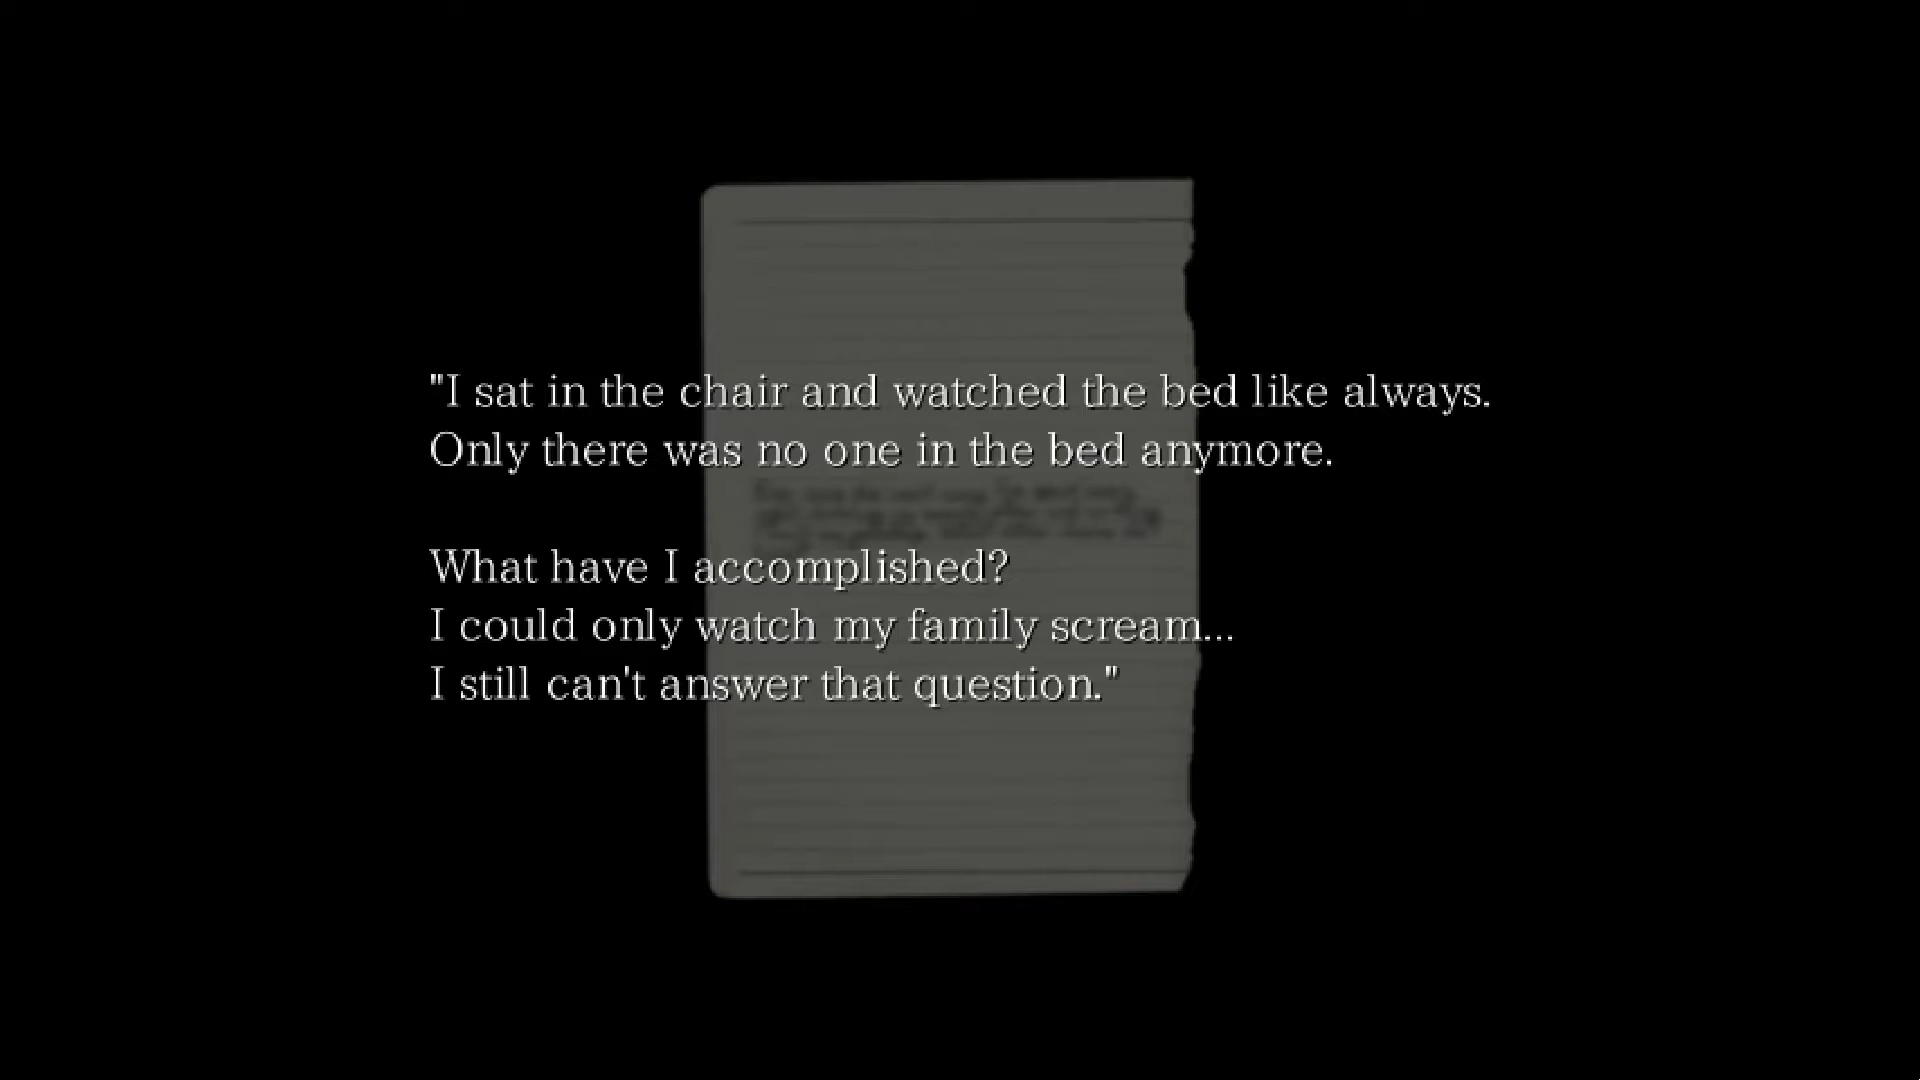 "I sat in the chair and watched the bed like always.
Only there was no one in the bed anymore.
What have I accomplished?
I could only watch my family scream...
I still can't answer that question."